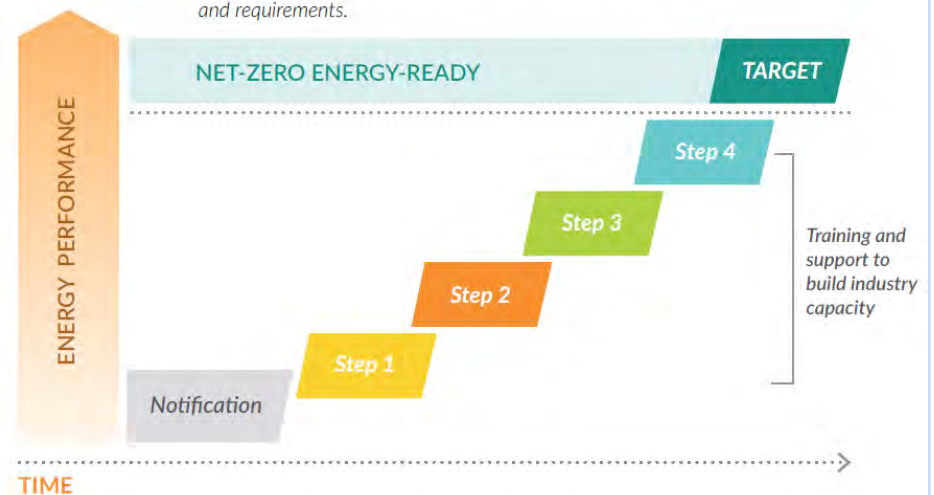 and requirements.
NET-ZERO ENERGY-READY
TARGET
ENERGY PERFORMANCE
Step 4
Step 3
Training and
support to
build industry
capacity
Step 2
Step 1
Notification
TIME